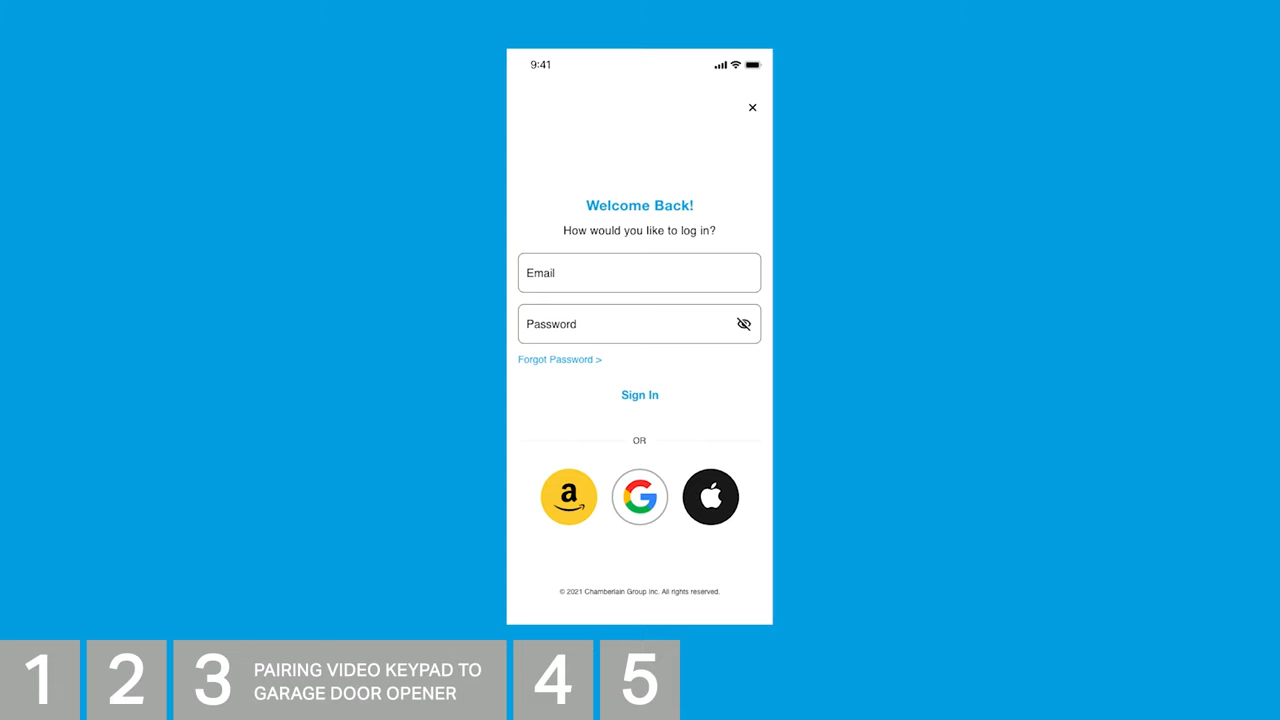 9:41
Welcome Back!
How would you like to log in?
Email
Password
Forgot Password >
Sign In
OR
a
G
© 2021 Chamberlain Group Inc. All rights reserved.
1
2
3
PAIRING VIDEO KEYPAD TO
GARAGE DOOR OPENER
4
5